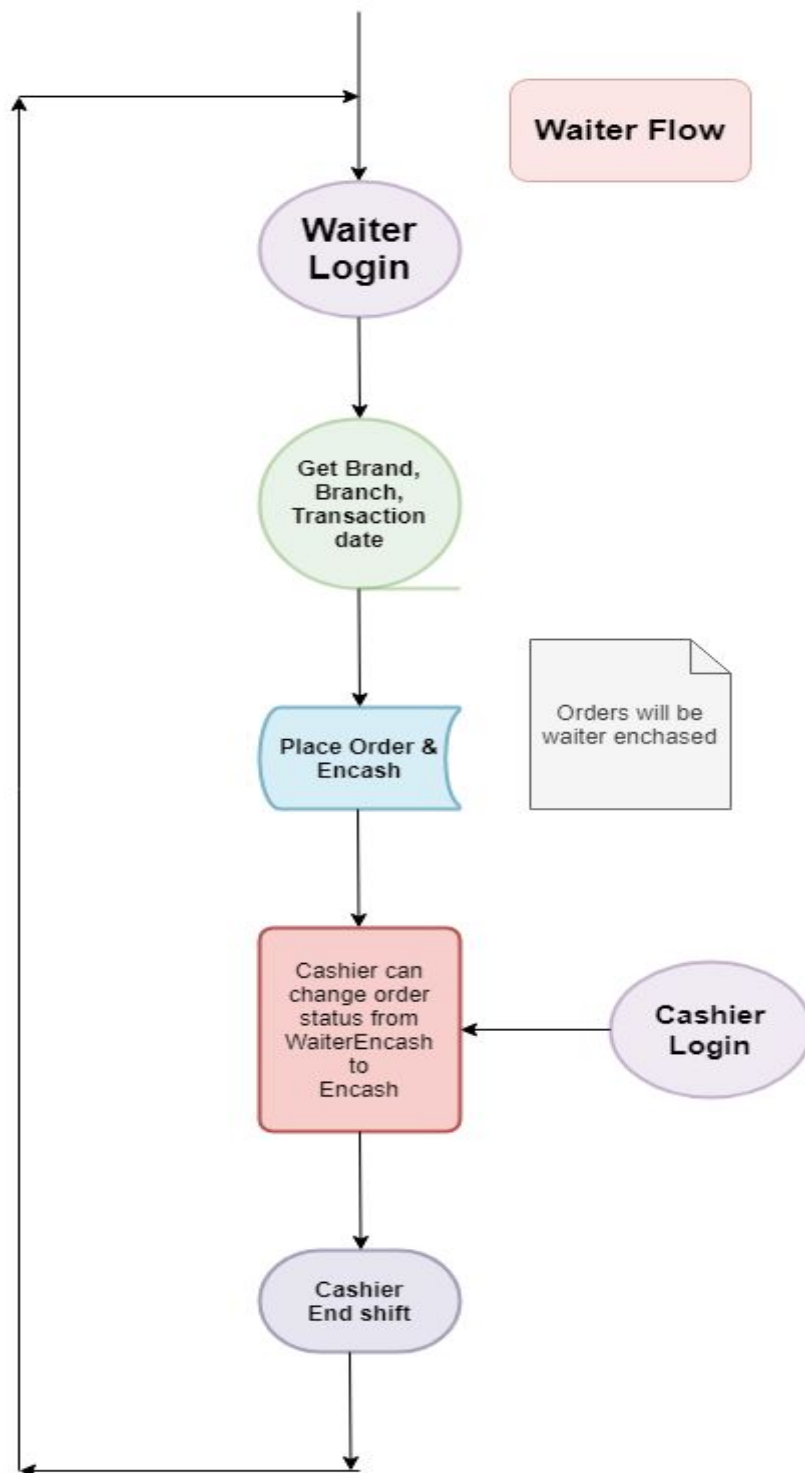 Waiter Flow
Waiter
Login
Get Brand,
Branch,
Transaction
date
Place Order &
Encash
Orders will be
waiter enchased
Cashier can
change order
status from
WaiterEncash
to
Encash
Cashier
Login
Cashier
End shift